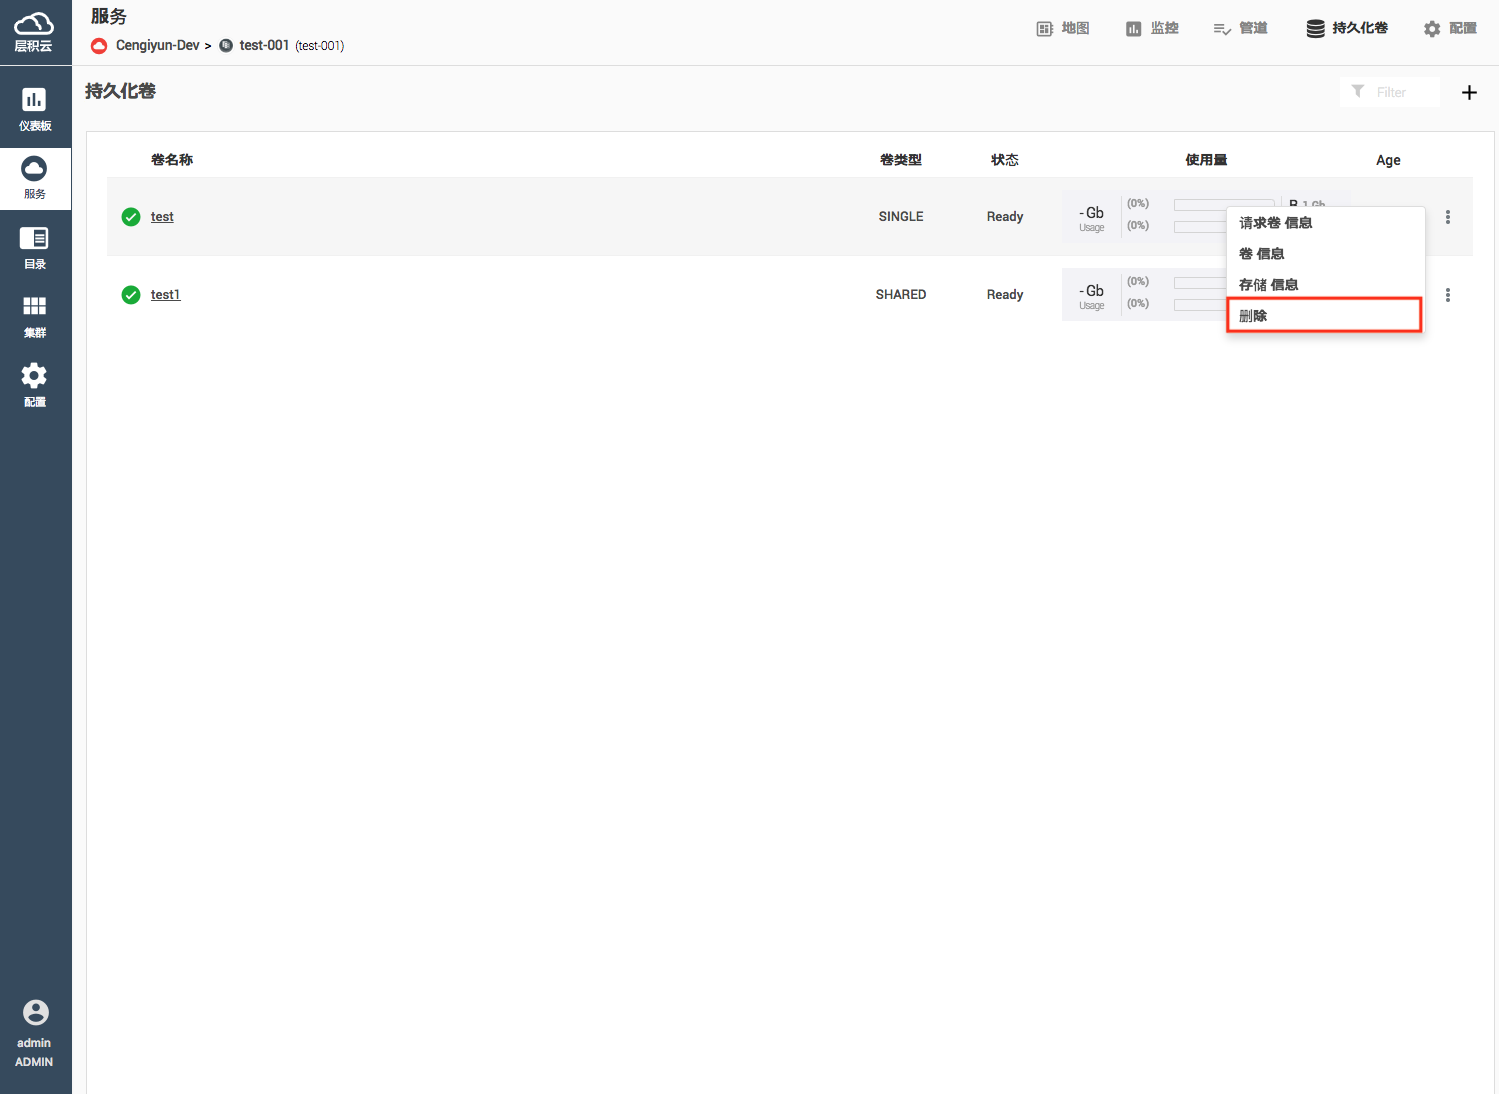 层积云
服务
Cengiyun-Dev > test-001 (test-001)
地图
监控
管道
持久化卷
配置
仪表板
服务
目录
集群
配置
admin
ADMIN
持久化卷
Filter
卷名称 卷类型 状态 使用量 Age
test SINGLE Ready
- Gb
Usage
(0%)
(0%)
test1 SHARED Ready
- Gb
Usage
(0%)
(0%)
请求卷 信息
卷 信息
存储 信息
删除